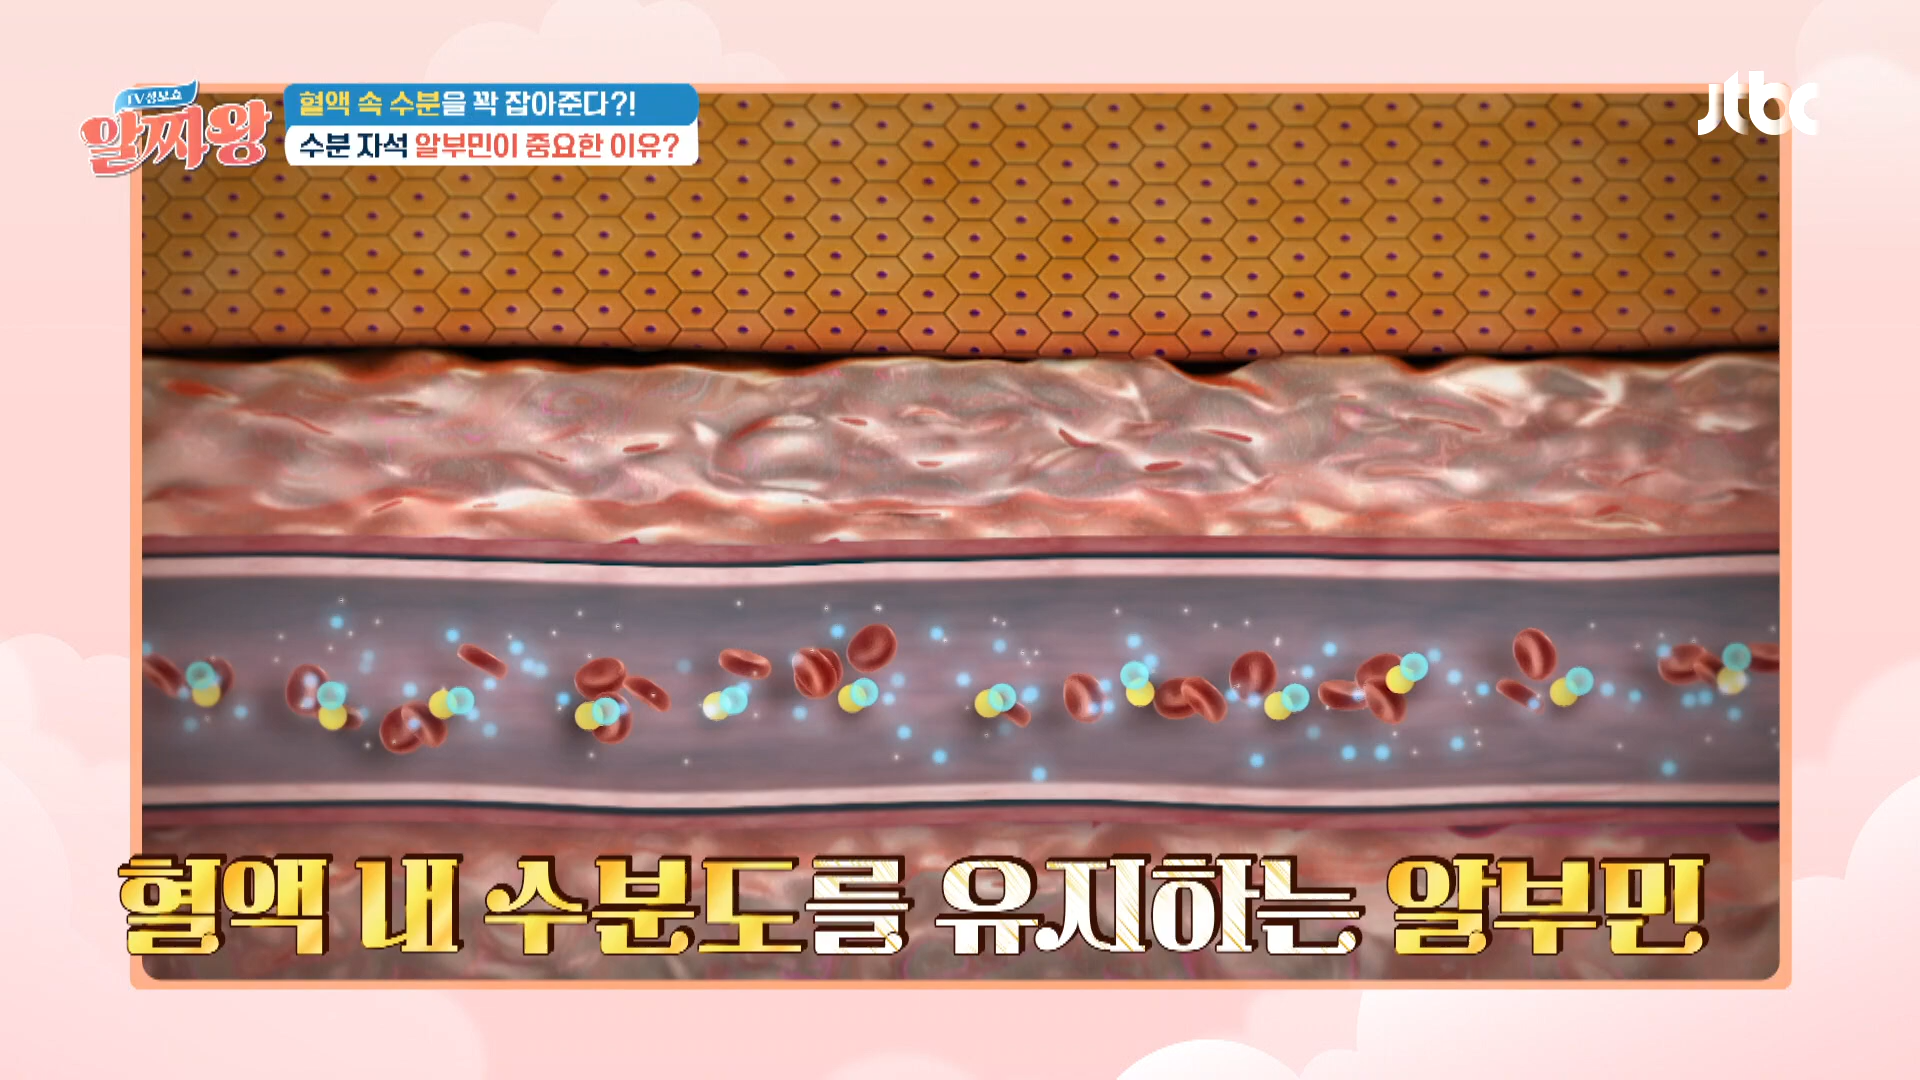 TV정보쇼
알짜왕
혈액 속 수분을 꽉 잡아준다?!
수분 자석 알부민이 중요한 이유?
jtbc
혈액 내 수분도를 유지하는 알부민